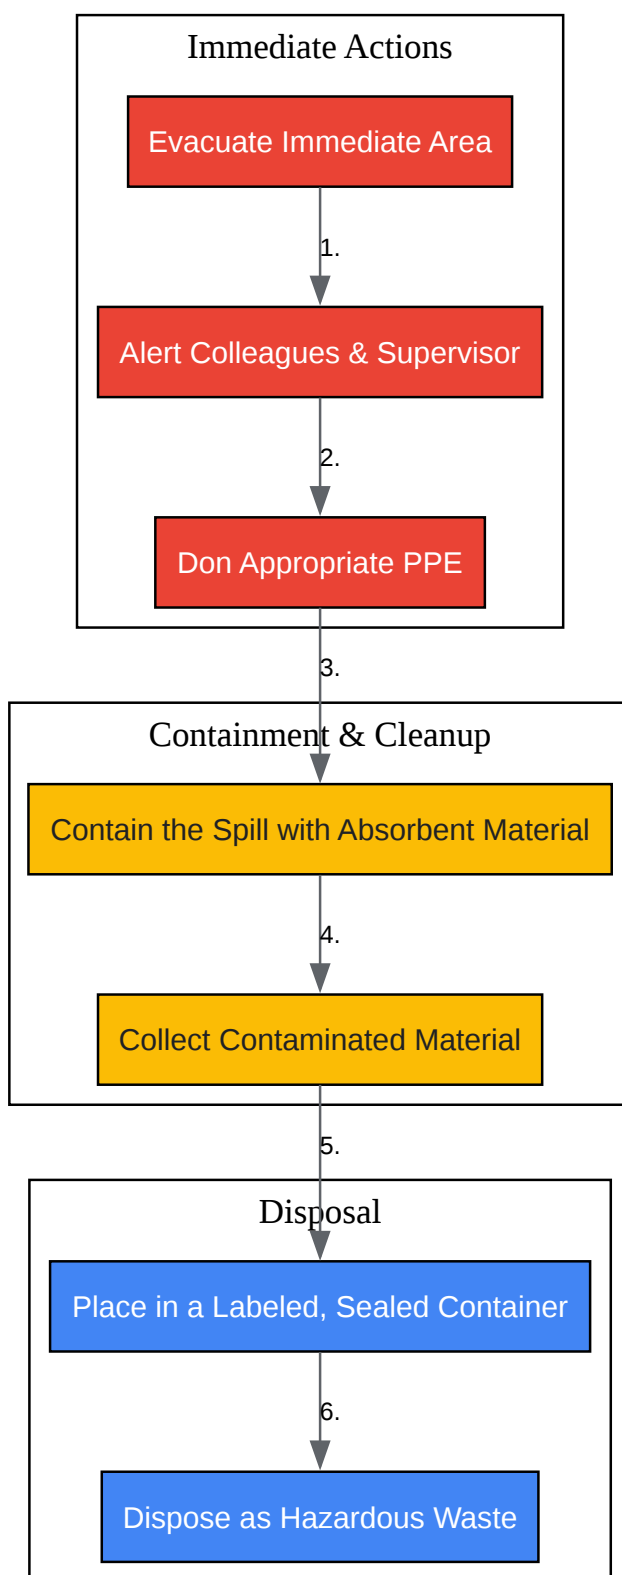 Immediate Actions
Evacuate Immediate Area
1.
Alert Colleagues & Supervisor
2.
Don Appropriate PPE
3.
Containment & Cleanup
Contain the Spill with Absorbent Material
4.
Collect Contaminated Material
5.
Disposal
Place in a Labeled, Sealed Container
6.
Dispose as Hazardous Waste